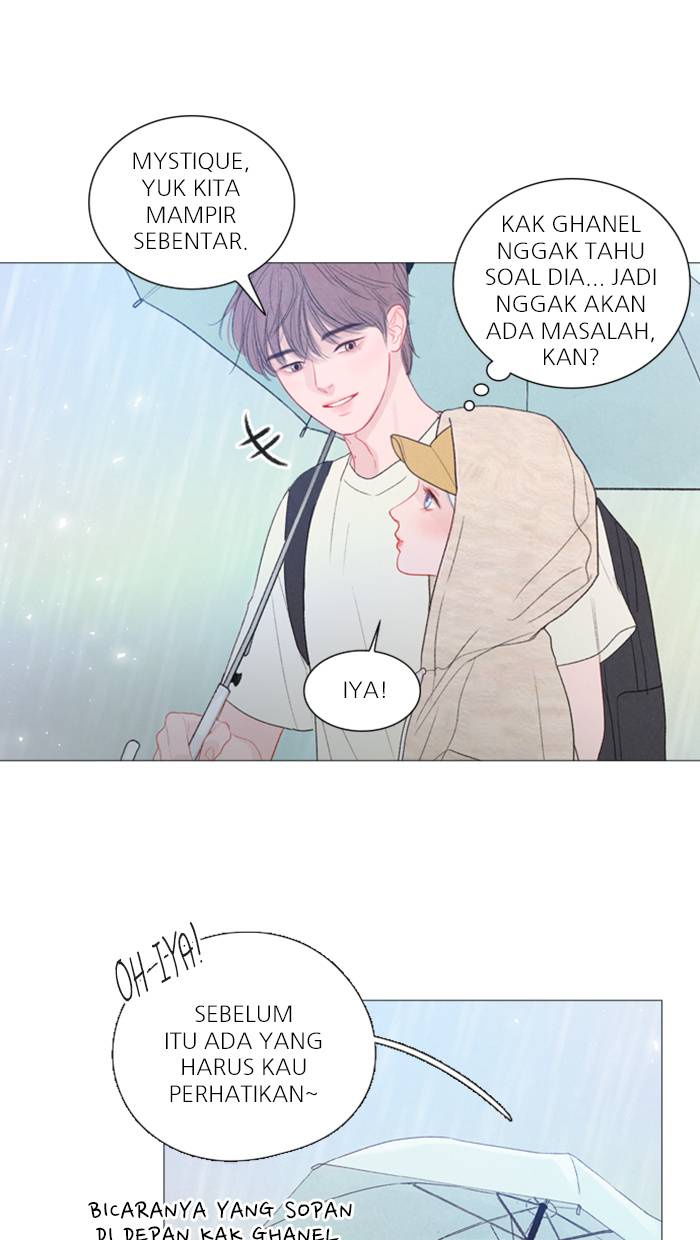 MYSTIQUE,
YUK KITA
MAMPIR
SEBENTAR.
KAK GHANEL
NGGAK TAHU
SOAL DIA... JADI
NGGAK AKAN
ADA MASALAH,
KAN?
IYA!
OH-IYA!
SEBELUM
ITU ADA YANG
HARUS KAU
PERHATIKAN~
BICARANYA YANG SOPAN
DI DEPAN KAK GHANEL